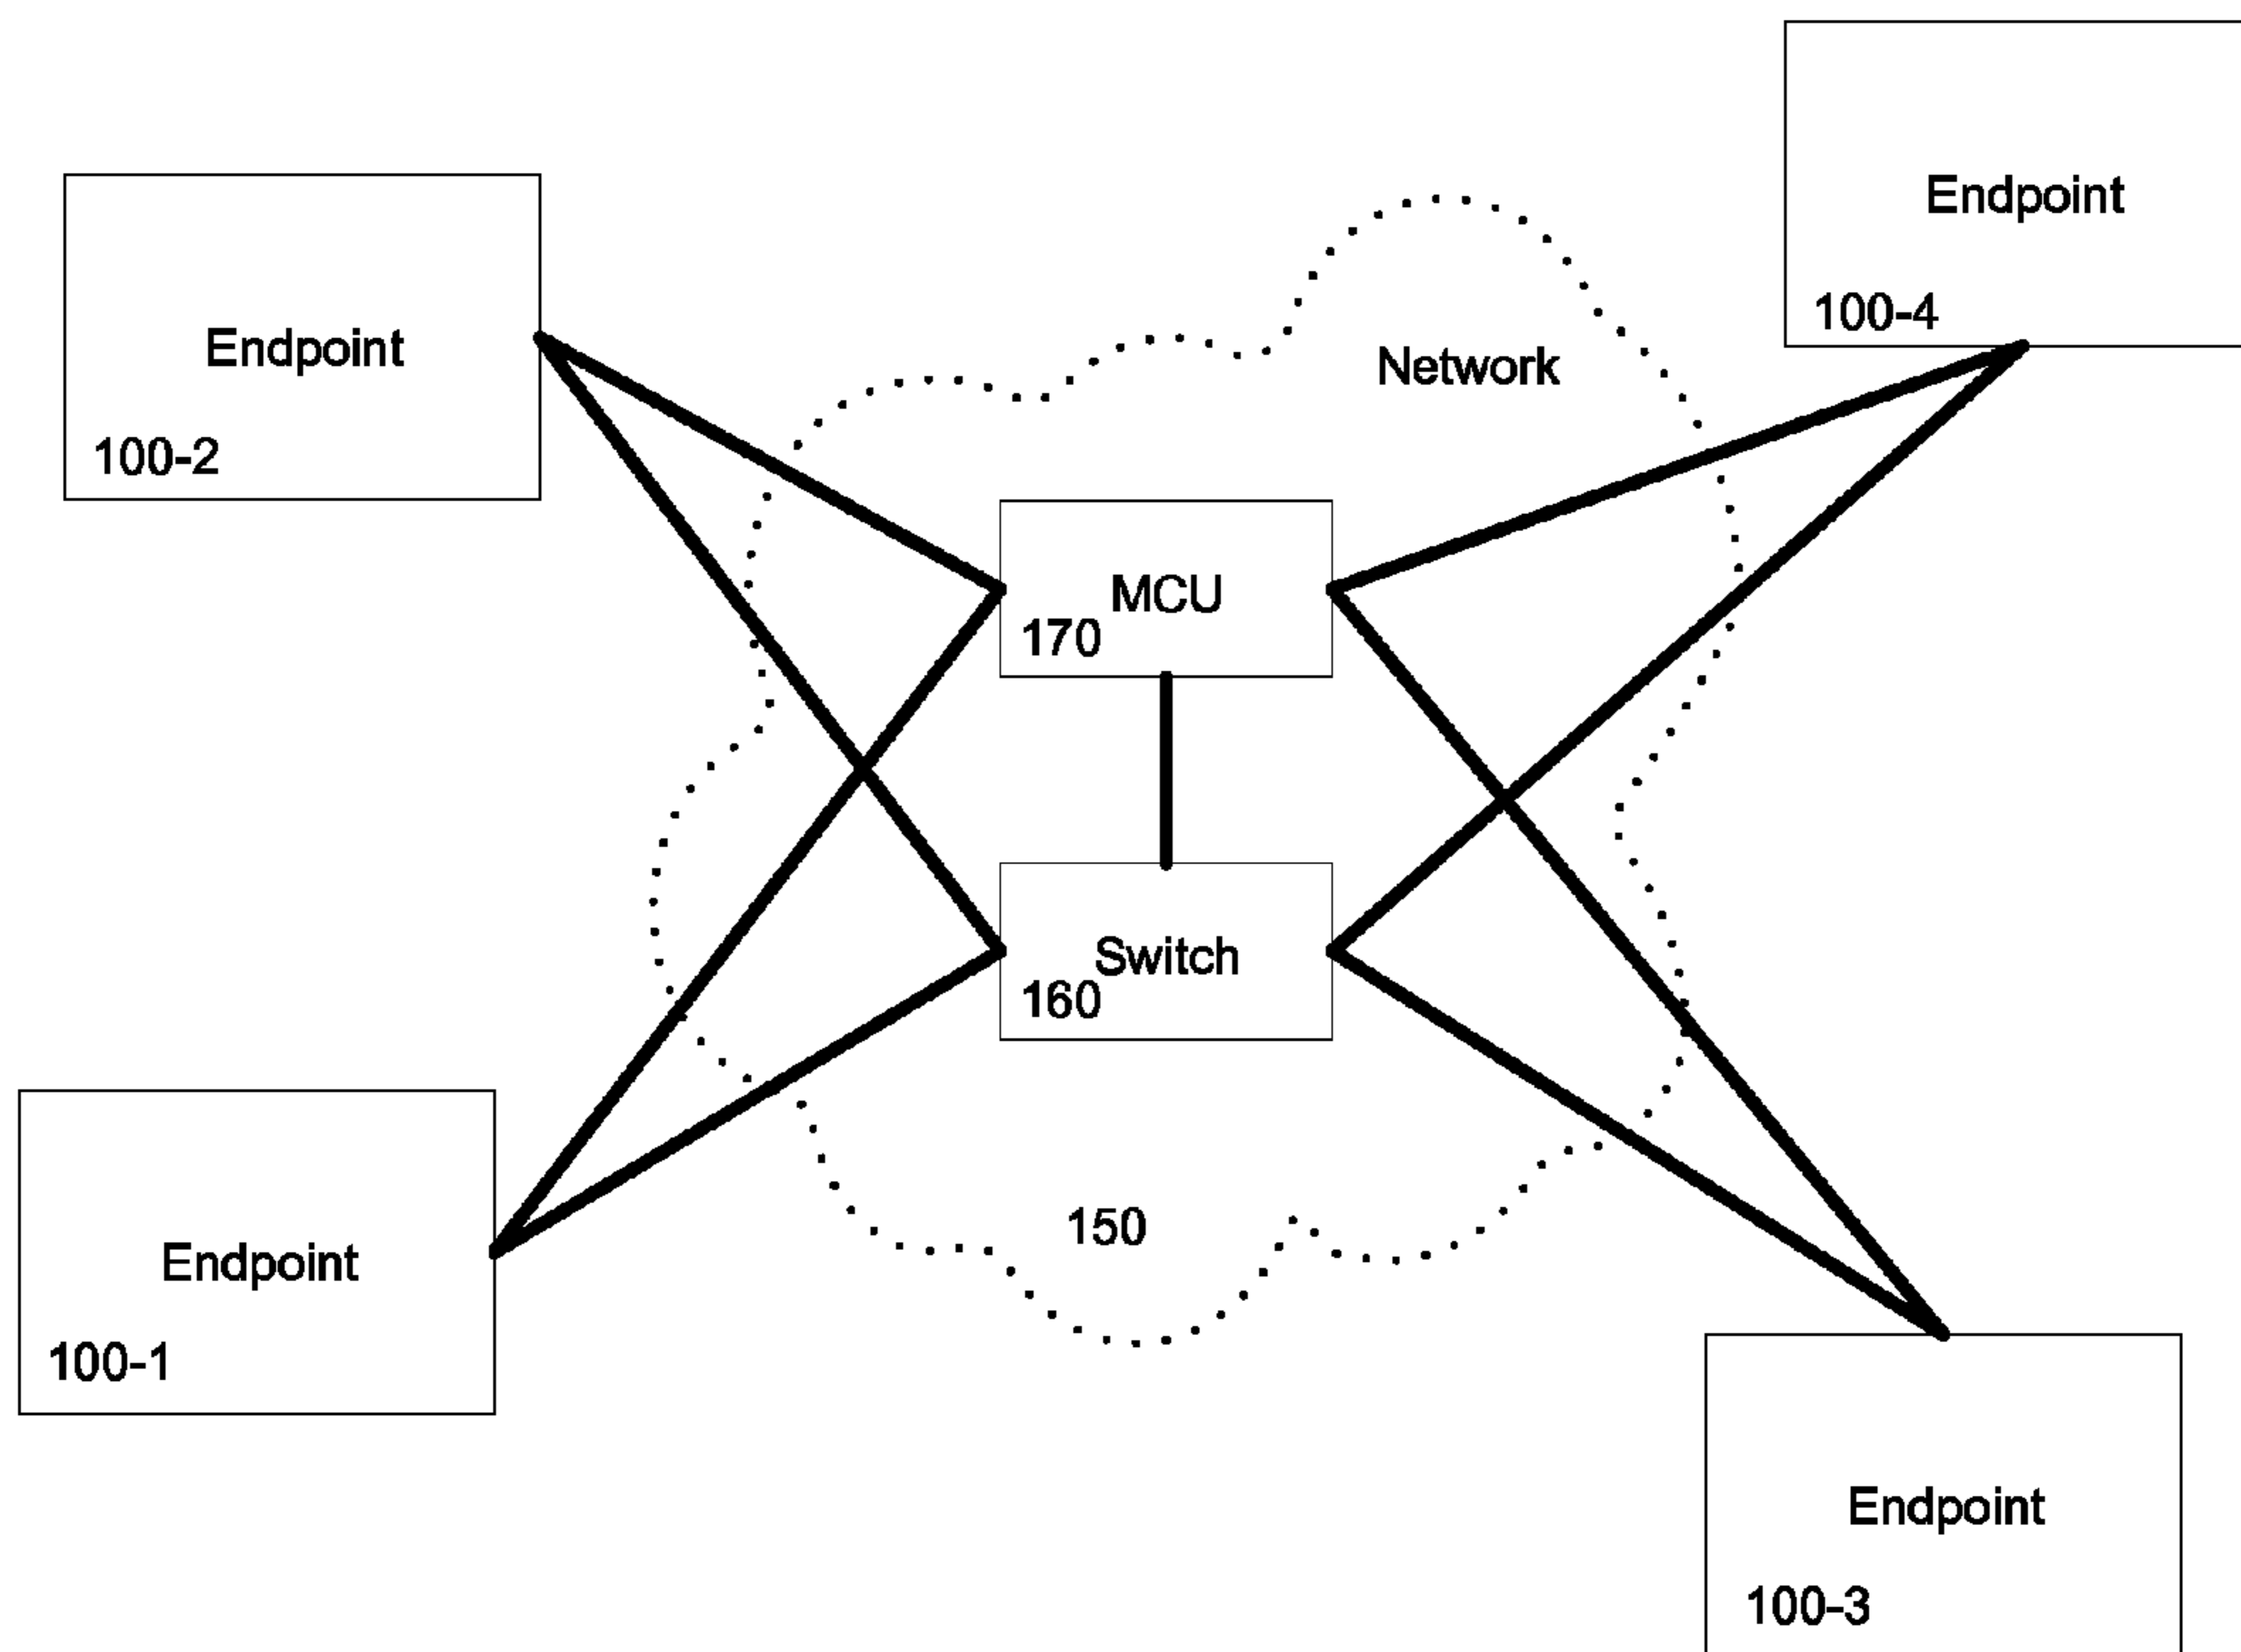 Endpoint
100-4
Endpoint
100-2
Network
MCU
170
Switch
160
Endpoint
100-1
150
Endpoint
100-3